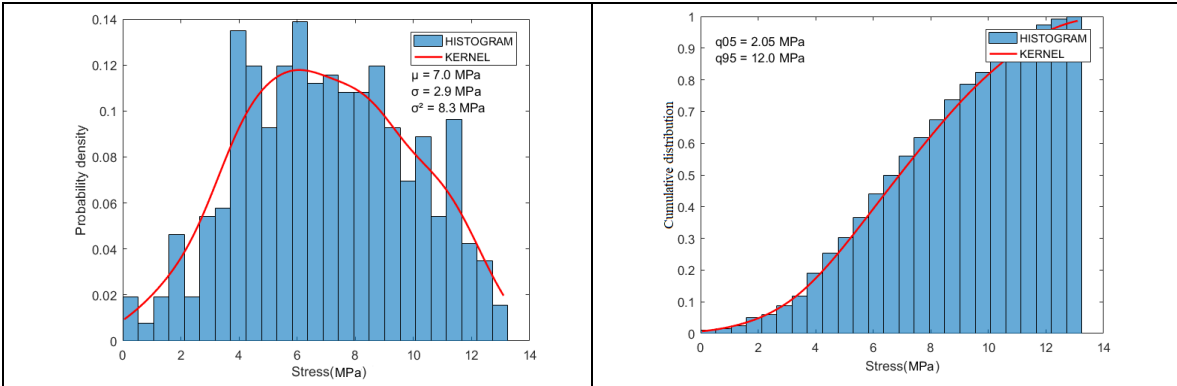 0.14
0.12
0.1
0.08
0.06
0.04
0.02
0
Probability density
HISTOGRAM
KERNEL
μ = 7.0 MPa
σ = 2.9 MPa
σ² = 8.3 MPa
0 2 4 6 8 10 12 14
Stress(MPa)
1
0.9
0.8
0.7
0.6
0.5
0.4
0.3
0.2
0.1
0
Cumulative distribution
q05 = 2.05 MPa
q95 = 12.0 MPa
HISTOGRAM
KERNEL
0 2 4 6 8 10 12 14
Stress(MPa)